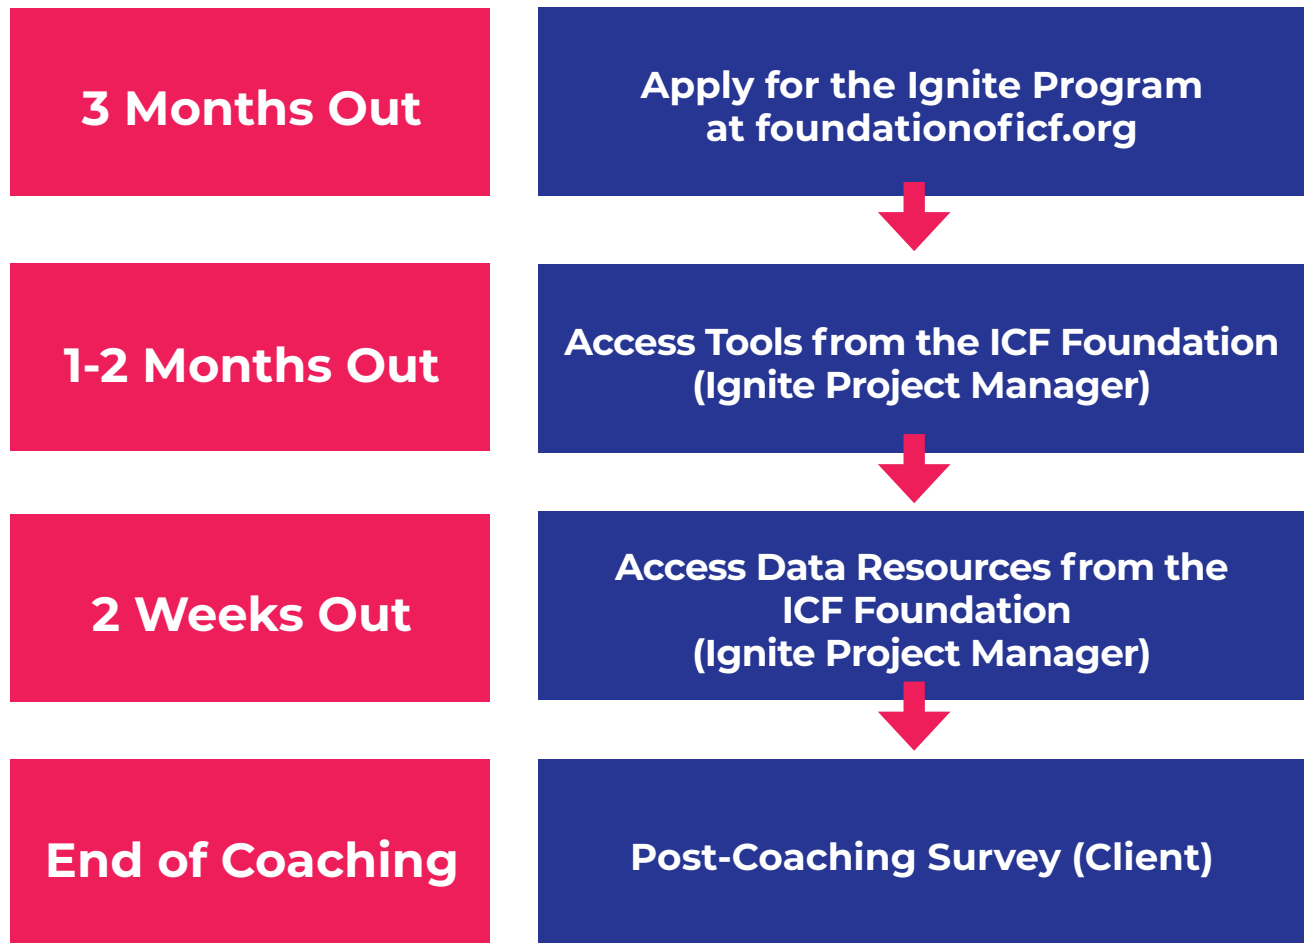 3 Months Out
Apply for the Ignite Program
at foundationoficf.org
1-2 Months Out
Access Tools from the ICF Foundation
(Ignite Project Manager)
2 Weeks Out
Access Data Resources from the
ICF Foundation
(Ignite Project Manager)
End of Coaching
Post-Coaching Survey (Client)